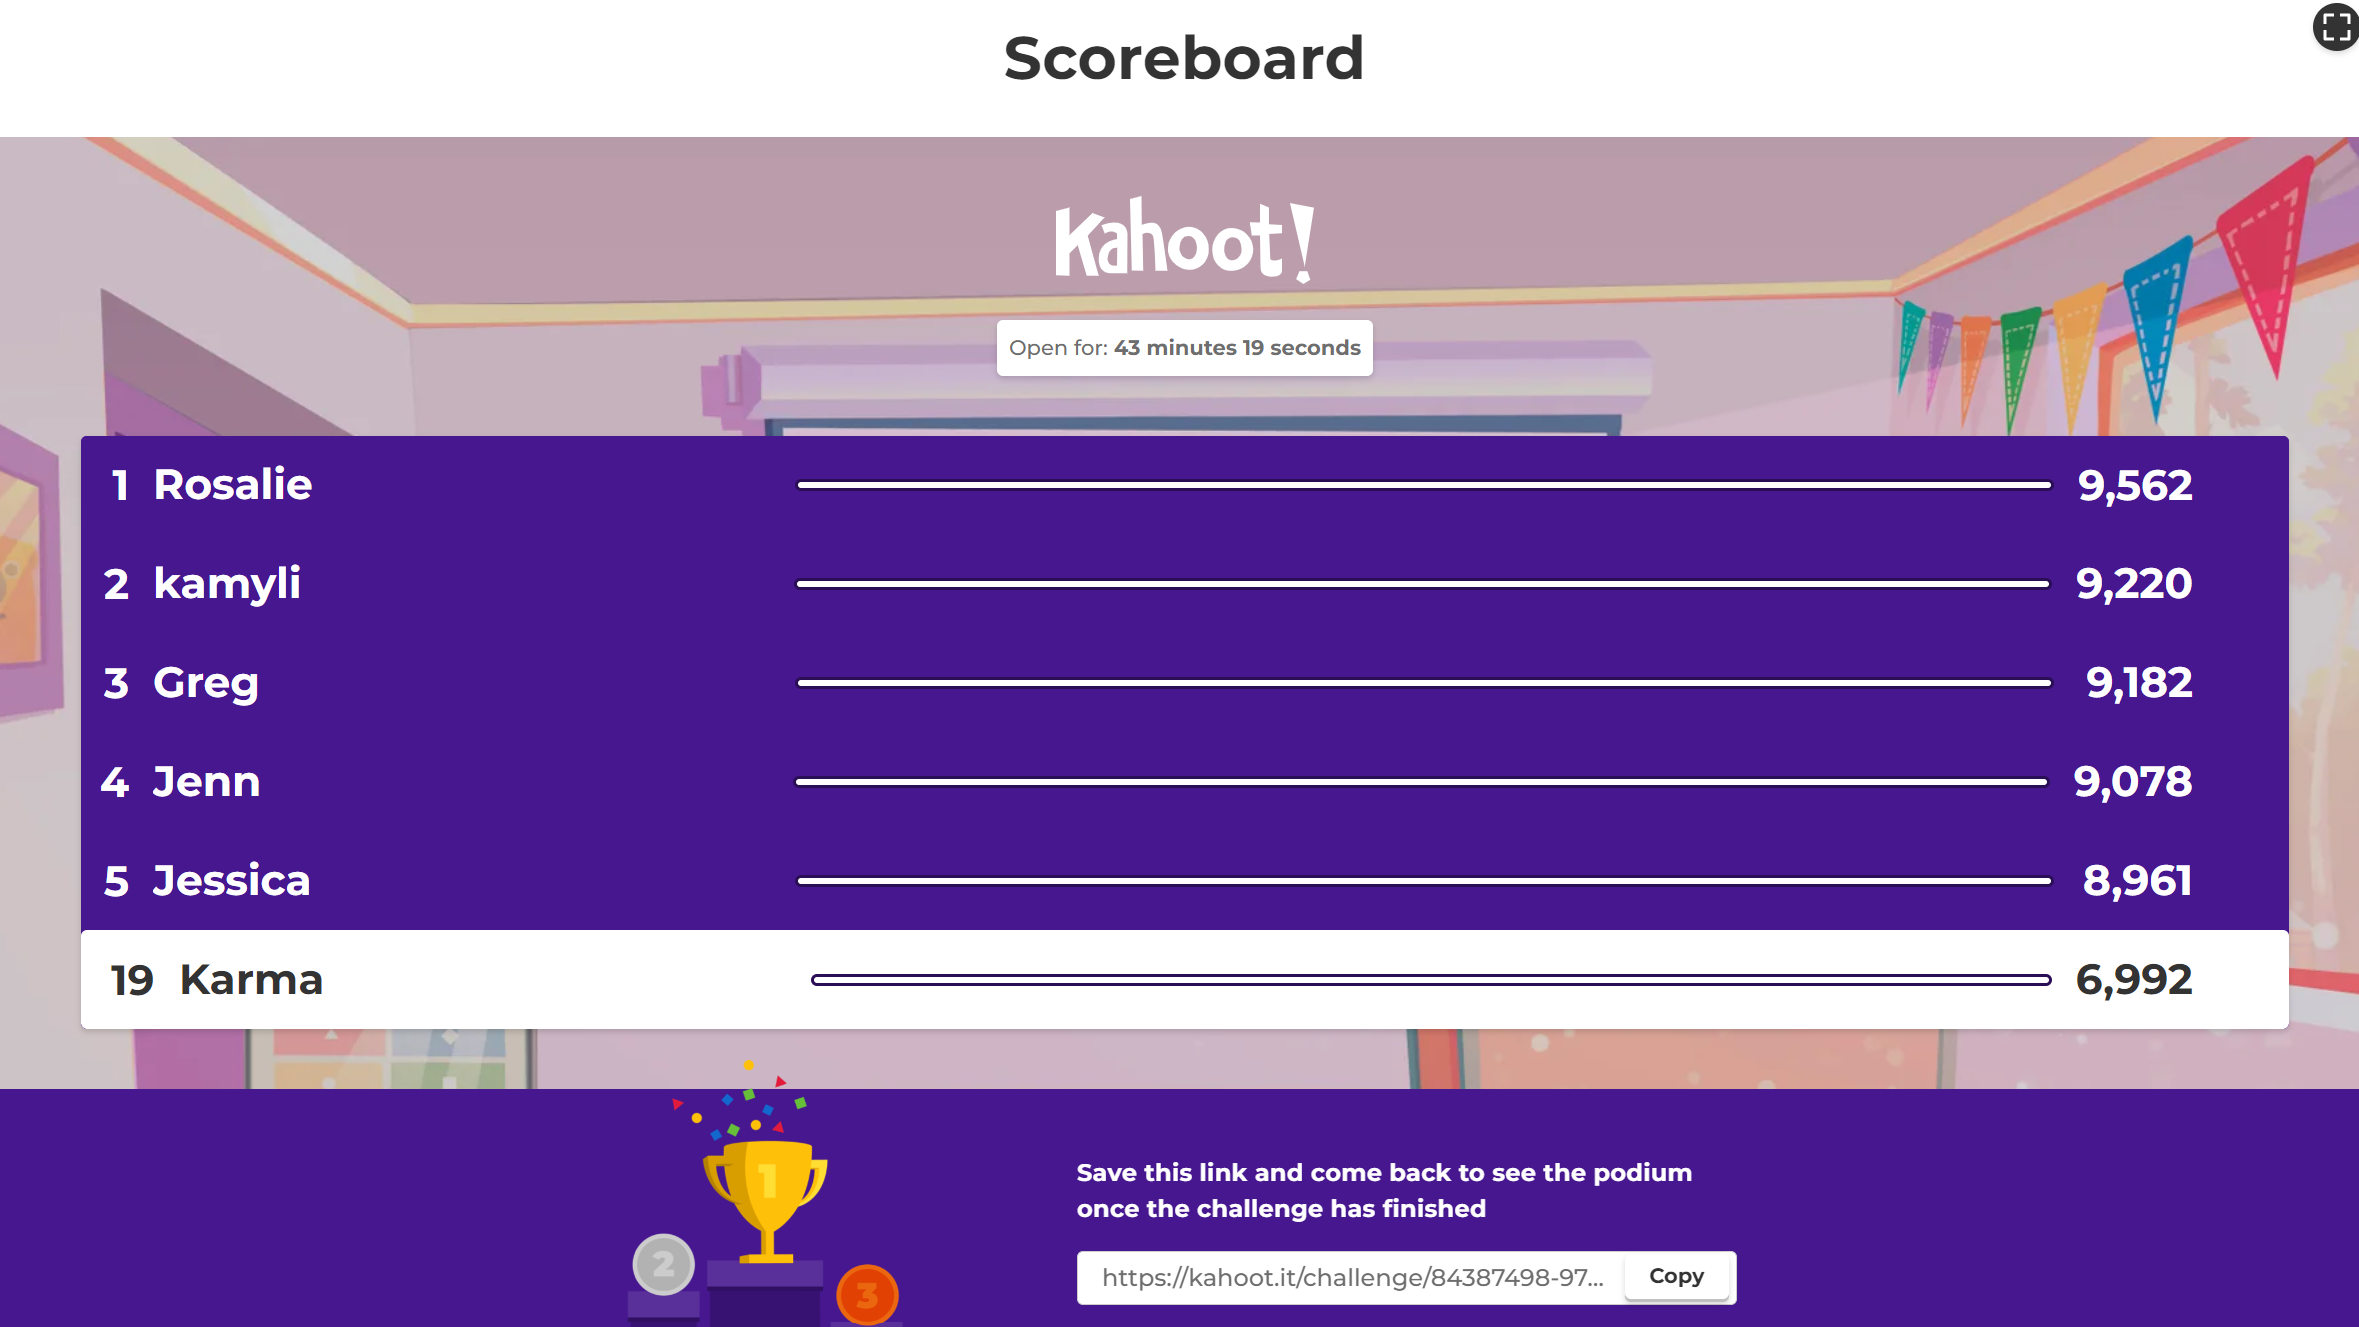 Scoreboard
Kahoot!
Open for: 43 minutes 19 seconds
1 Rosalie 9,562
2 kamyli 9,220
3 Greg 9,182
4 Jenn 9,078
5 Jessica 8,961
19 Karma 6,992
1
2
3
Save this link and come back to see the podium
once the challenge has finished
https://kahoot.it/challenge/84387498-97... Copy